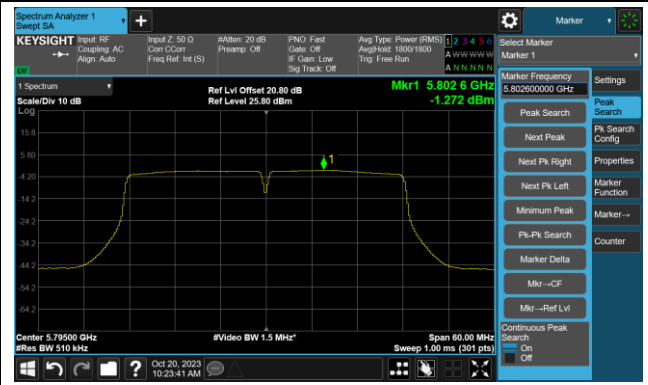 Spectrum Analyzer 1
Swept SA
Marker
KEYSIGHT
Input: RF
Coupling: AC
Align: Auto
Input Z: 50 Ω
Corr CCorr
Freq Ref: Int (S)
#Atten: 20 dB
Preamp: Off
PNO: Fast
Gate: Off
IF Gain: Low
Sig Track: Off
Avg Type: Power (RMS)
Avg|Hold: 1800/1800
Trig: Free Run
1 2 3 4 5 6
A W W W W W
A N N N N N
Select Marker
Marker 1
LXI
1 Spectrum
Scale/Div 10 dB
Log
Ref Lvl Offset 20.80 dB
Ref Level 25.80 dBm
Mkr1 5.802 6 GHz
-1.272 dBm
15.8
5.80
-4.20
-14.2
-24.2
-34.2
-44.2
-54.2
-64.2
1
Center 5.79500 GHz
#Res BW 510 kHz
#Video BW 1.5 MHz*
Span 60.00 MHz
Sweep 1.00 ms (301 pts)
Marker Frequency
5.802600000 GHz
Peak Search
Next Peak
Next Pk Right
Next Pk Left
Minimum Peak
Pk-Pk Search
Marker Delta
Mkr→CF
Mkr→Ref Lvl
Continuous Peak
Search
On
Off
Settings
Peak
Search
Pk Search
Config
Properties
Marker
Function
Marker→
Counter
?
Oct 20, 2023
10:23:41 AM